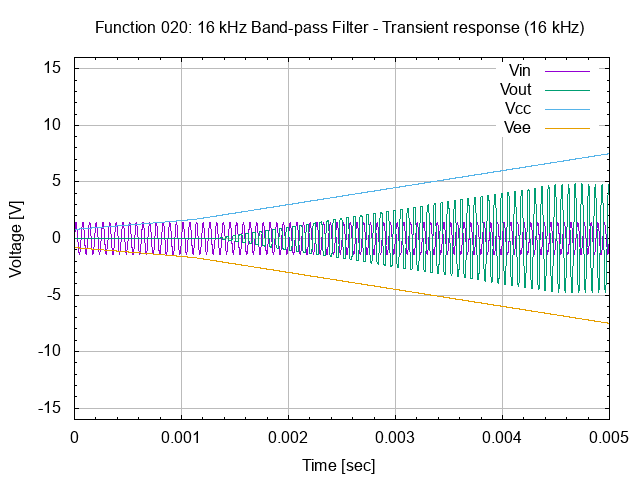 Function 020: 16 kHz Band-pass Filter - Transient response (16 kHz)
Vin
Vout
Vcc
Vee
15
10
5
0
-5
-10
-15
Voltage [V]
0 0.001 0.002 0.003 0.004 0.005
Time [sec]